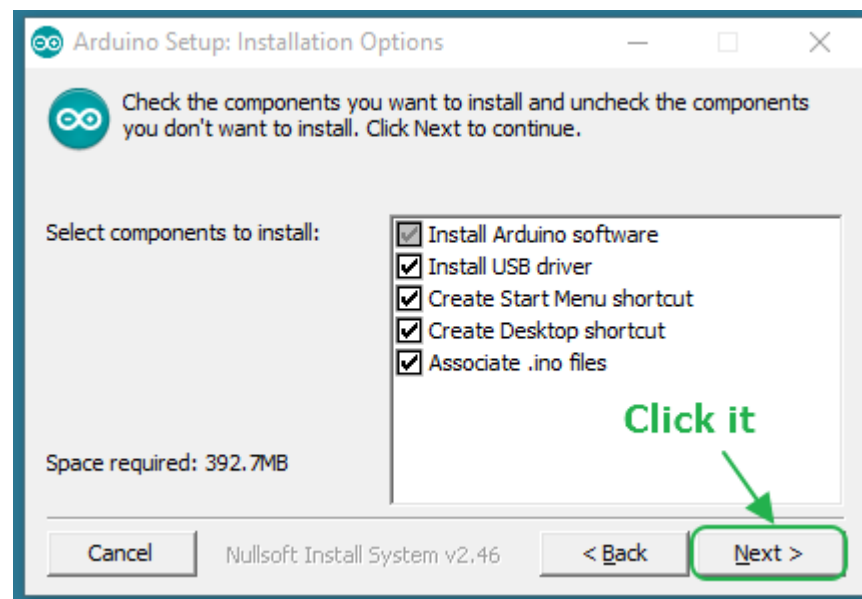 Arduino Setup: Installation Options
Check the components you want to install and uncheck the components
you don't want to install. Click Next to continue.
Select components to install:
Install Arduino software
Install USB driver
Create Start Menu shortcut
Create Desktop shortcut
Associate .ino files
Click it
Space required: 392.7MB
Cancel
Nullsoft Install System v2.46
< Back
Next >